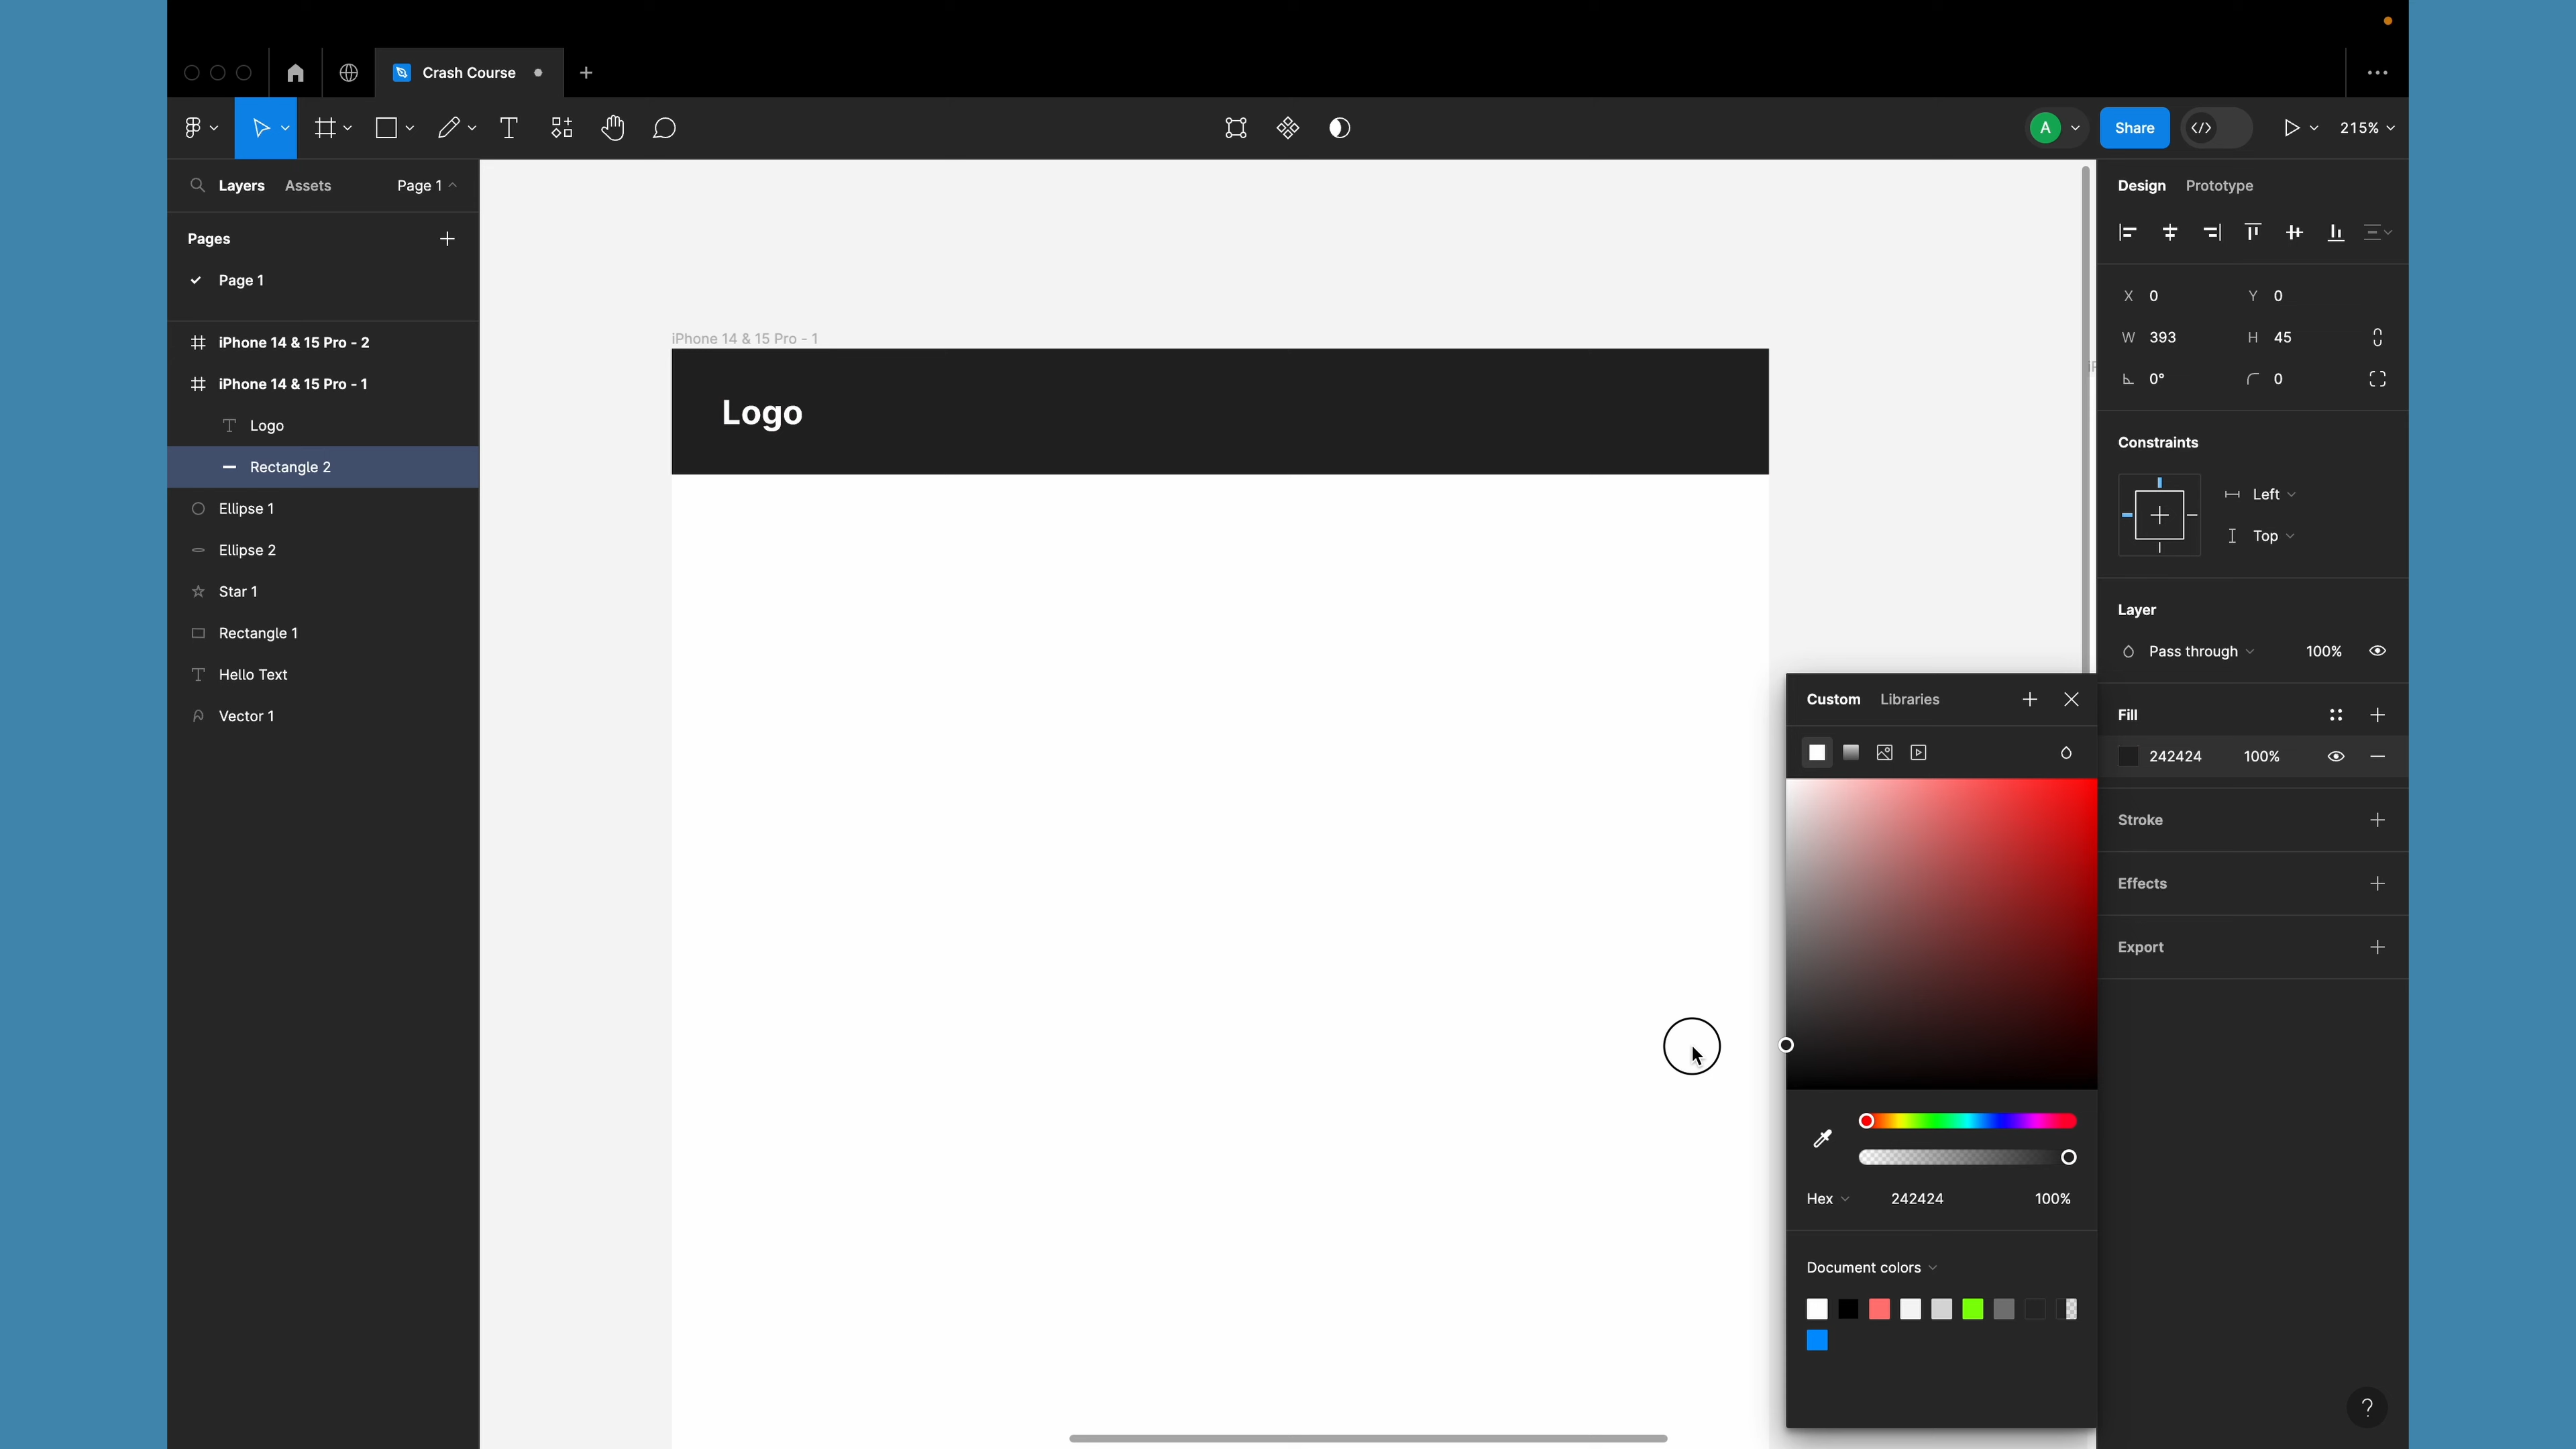 Crash Course
A
Share
215%
Layers
Assets
Page 1
Pages
Page 1
iPhone 14 & 15 Pro - 2
iPhone 14 & 15 Pro - 1
Logo
Rectangle 2
Ellipse 1
Ellipse 2
Star 1
Rectangle 1
Hello Text
Vector 1
iPhone 14 & 15 Pro - 1
Logo
Design
Prototype
X 0
Y 0
W 393
H 45
0°
0
Constraints
Left
Top
Layer
Pass through
100%
Fill
242424
100%
Stroke
Effects
Export
Custom
Libraries
Hex
242424
100%
Document colors
?